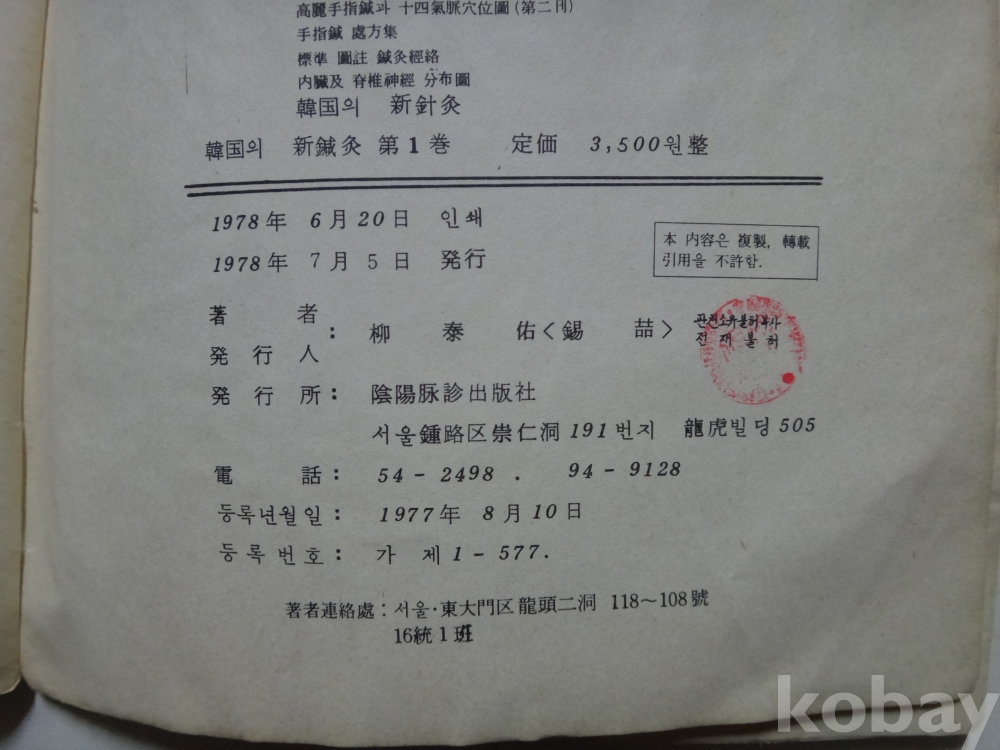 高麗手指鍼과 十四氣脈穴位圖(第二刊)
手指鍼 處方集
標準 圖註 鍼灸經絡
內臟及 脊椎神經 分布圖
韓国의 新針灸
韓国의 新鍼灸 第1巻 定価 3,500원整
1978年 6月20日 인쇄
1978年 7月 5日 発行
本 內容은 複製, 轉載
引用을 不許함.
著者
発行人 : 柳泰佑<錫喆>
전재불허
発行所: 陰陽脉診出版社
서울鍾路区崇仁洞 191번지 龍虎빌딩 505
電話: 54-2498 . 94-9128
등록년월일: 1977年 8月10日
등록번호: 가 제1-577.
著者連絡處: 서울·東大門区龍頭二洞 118~108號
16統1班
kobay